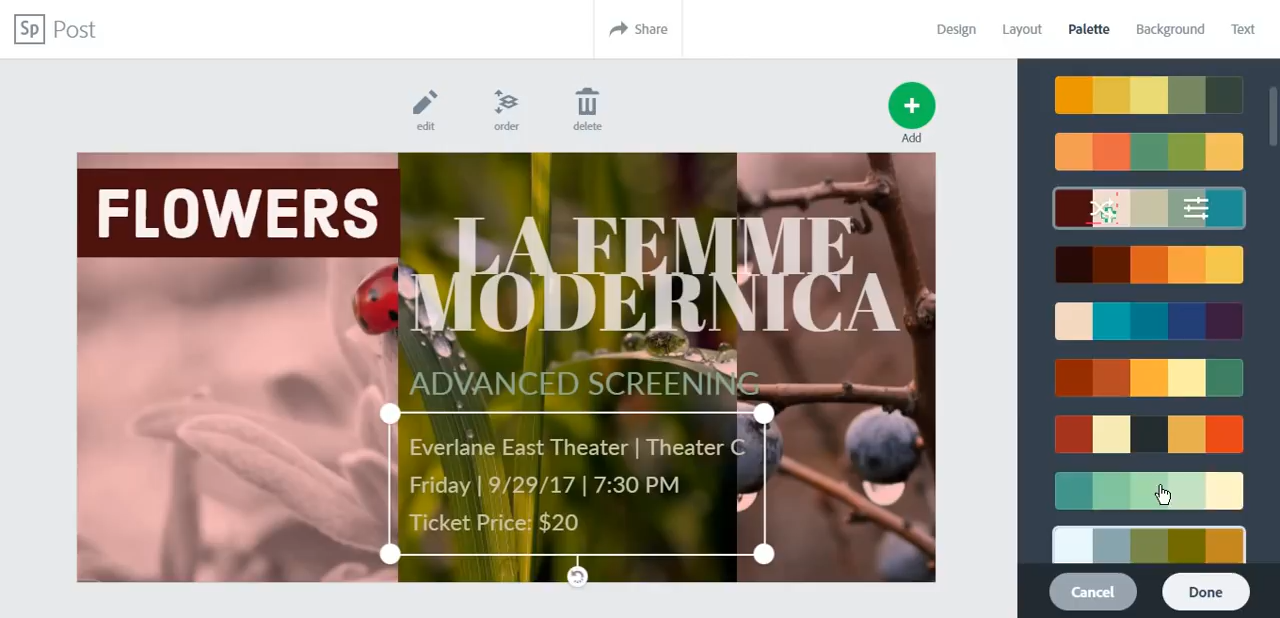 Sp Post
Share
Design
Layout
Palette
Background
Text
edit
order
delete
Add
FLOWERS
LA FEMME
MODERNICA
ADVANCED SCREENING
Everlane East Theater | Theater C
Friday | 9/29/17 | 7:30 PM
Ticket Price: $20
Cancel
Done